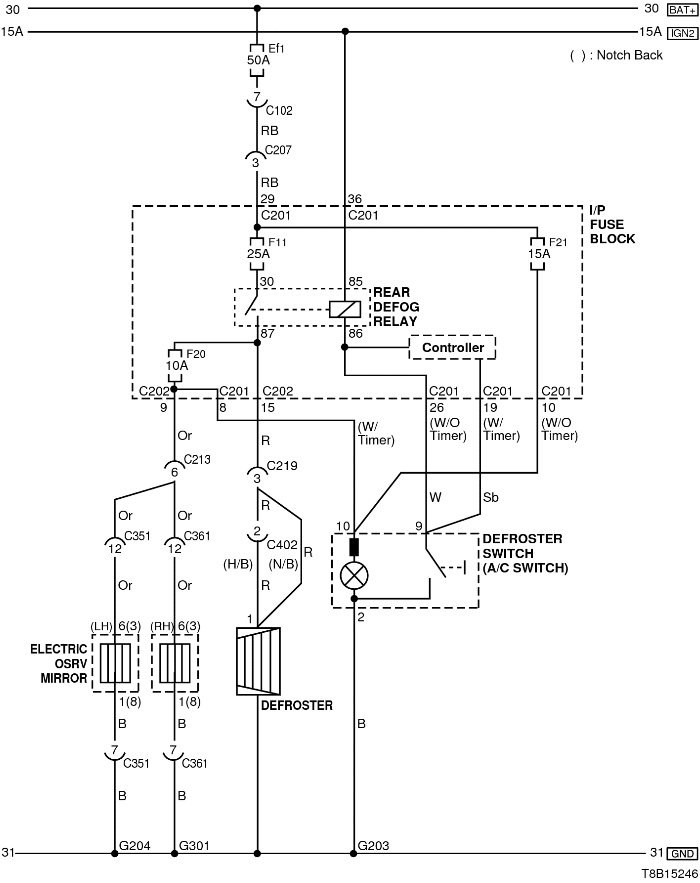 30 30 BAT+
15A 15A IGN2
( ) : Notch Back
Ef1
50A
7
C102
RB
C207
3
RB
29 36
C201 C201
I/P
FUSE
BLOCK
F11
25A
F21
15A
30 85
REAR
DEFOG
RELAY
87 86
Controller
F20
10A
C202 C201 C202 C201 C201 C201
9 8 15 26 19 10
(W/
Timer)
(W/O
Timer)
(W/
Timer)
(W/O
Timer)
Or R
C213
6
C219
3
W Sb
R
Or Or
10 9
C351 C361
12 12
2
C402
R
(H/B) (N/B)
DEFROSTER
SWITCH
(A/C SWITCH)
Or Or R
2
1
(LH) 6(3) (RH) 6(3)
ELECTRIC
OSRV
MIRROR
1(8) 1(8)
DEFROSTER
B B B
7 C351 7 C361
B B
G204 G301 G203
31 31 GND
T8B15246